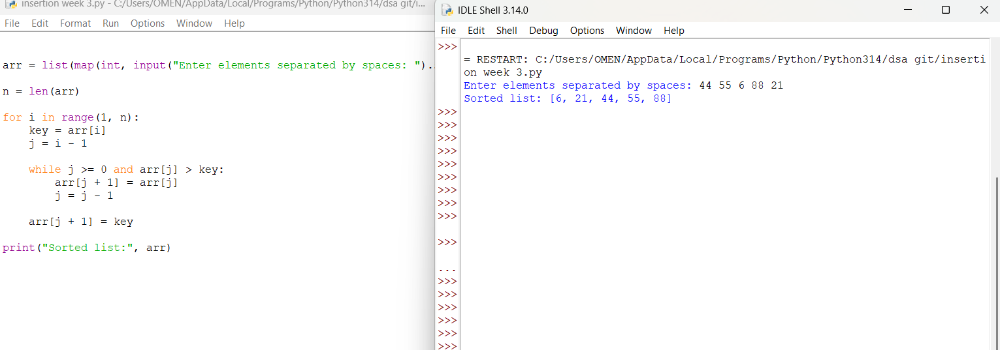 insertion week 3.py - C:/Users/OMEN/AppData/Local/Programs/Python/Python314/dsa git/i...
File Edit Format Run Options Window Help
arr = list(map(int, input("Enter elements separated by spaces: ").
n = len(arr)
for i in range(1, n):
    key = arr[i]
    j = i - 1
    while j >= 0 and arr[j] > key:
        arr[j + 1] = arr[j]
        j = j - 1
    arr[j + 1] = key
print("Sorted list:", arr)
IDLE Shell 3.14.0
File Edit Shell Debug Options Window Help
>>>
= RESTART: C:/Users/OMEN/AppData/Local/Programs/Python/Python314/dsa git/inserti
on week 3.py
Enter elements separated by spaces: 44 55 6 88 21
Sorted list: [6, 21, 44, 55, 88]
>>>
>>>
>>>
>>>
>>>
>>>
>>>
>>>
>>>
>>>
...
>>>
>>>
>>>
>>>
>>>
>>>